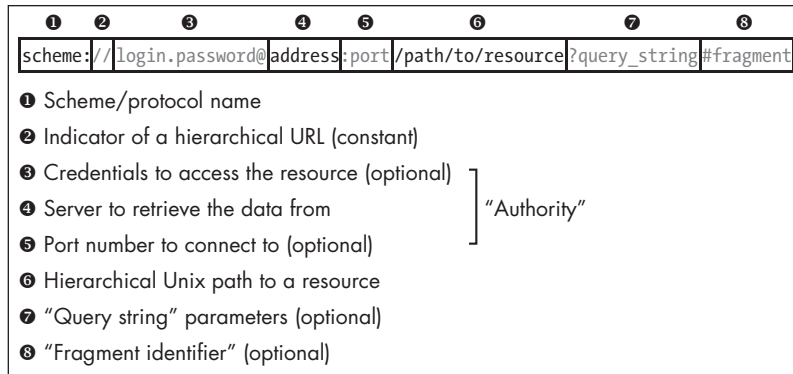 ❶ ❷ ❸ ❹ ❺ ❻ ❼ ❽
scheme://login.password@address:port/path/to/resource?query_string#fragment
❶ Scheme/protocol name
❷ Indicator of a hierarchical URL (constant)
❸ Credentials to access the resource (optional)
❹ Server to retrieve the data from
“Authority”
❺ Port number to connect to (optional)
❻ Hierarchical Unix path to a resource
❼ “Query string” parameters (optional)
❽ “Fragment identifier” (optional)